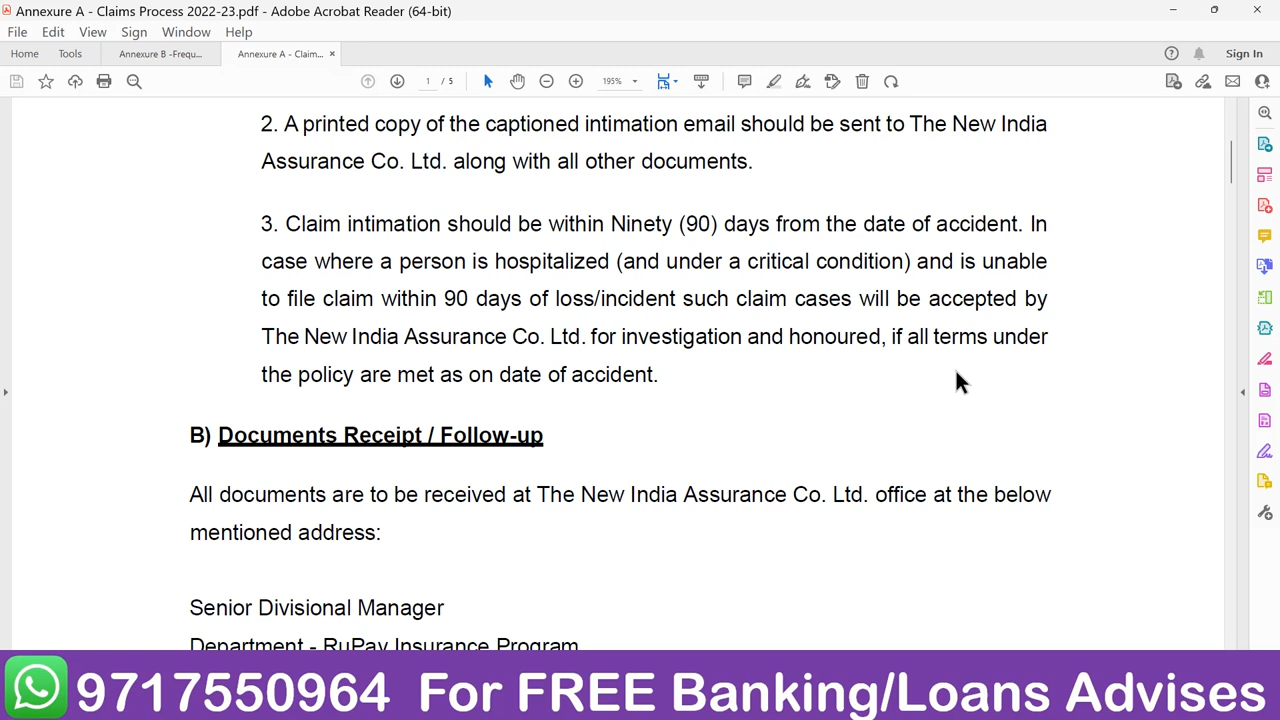 Annexure A - Claims Process 2022-23.pdf - Adobe Acrobat Reader (64-bit)
File Edit View Sign Window Help
Home Tools Annexure B -Frequ... Annexure A - Claim... ×
Sign In
1 / 5 195%
2. A printed copy of the captioned intimation email should be sent to The New India
Assurance Co. Ltd. along with all other documents.
3. Claim intimation should be within Ninety (90) days from the date of accident. In
case where a person is hospitalized (and under a critical condition) and is unable
to file claim within 90 days of loss/incident such claim cases will be accepted by
The New India Assurance Co. Ltd. for investigation and honoured, if all terms under
the policy are met as on date of accident.
B) Documents Receipt / Follow-up
All documents are to be received at The New India Assurance Co. Ltd. office at the below
mentioned address:
Senior Divisional Manager
Department - RuPay Insurance Program
9717550964 For FREE Banking/Loans Advises